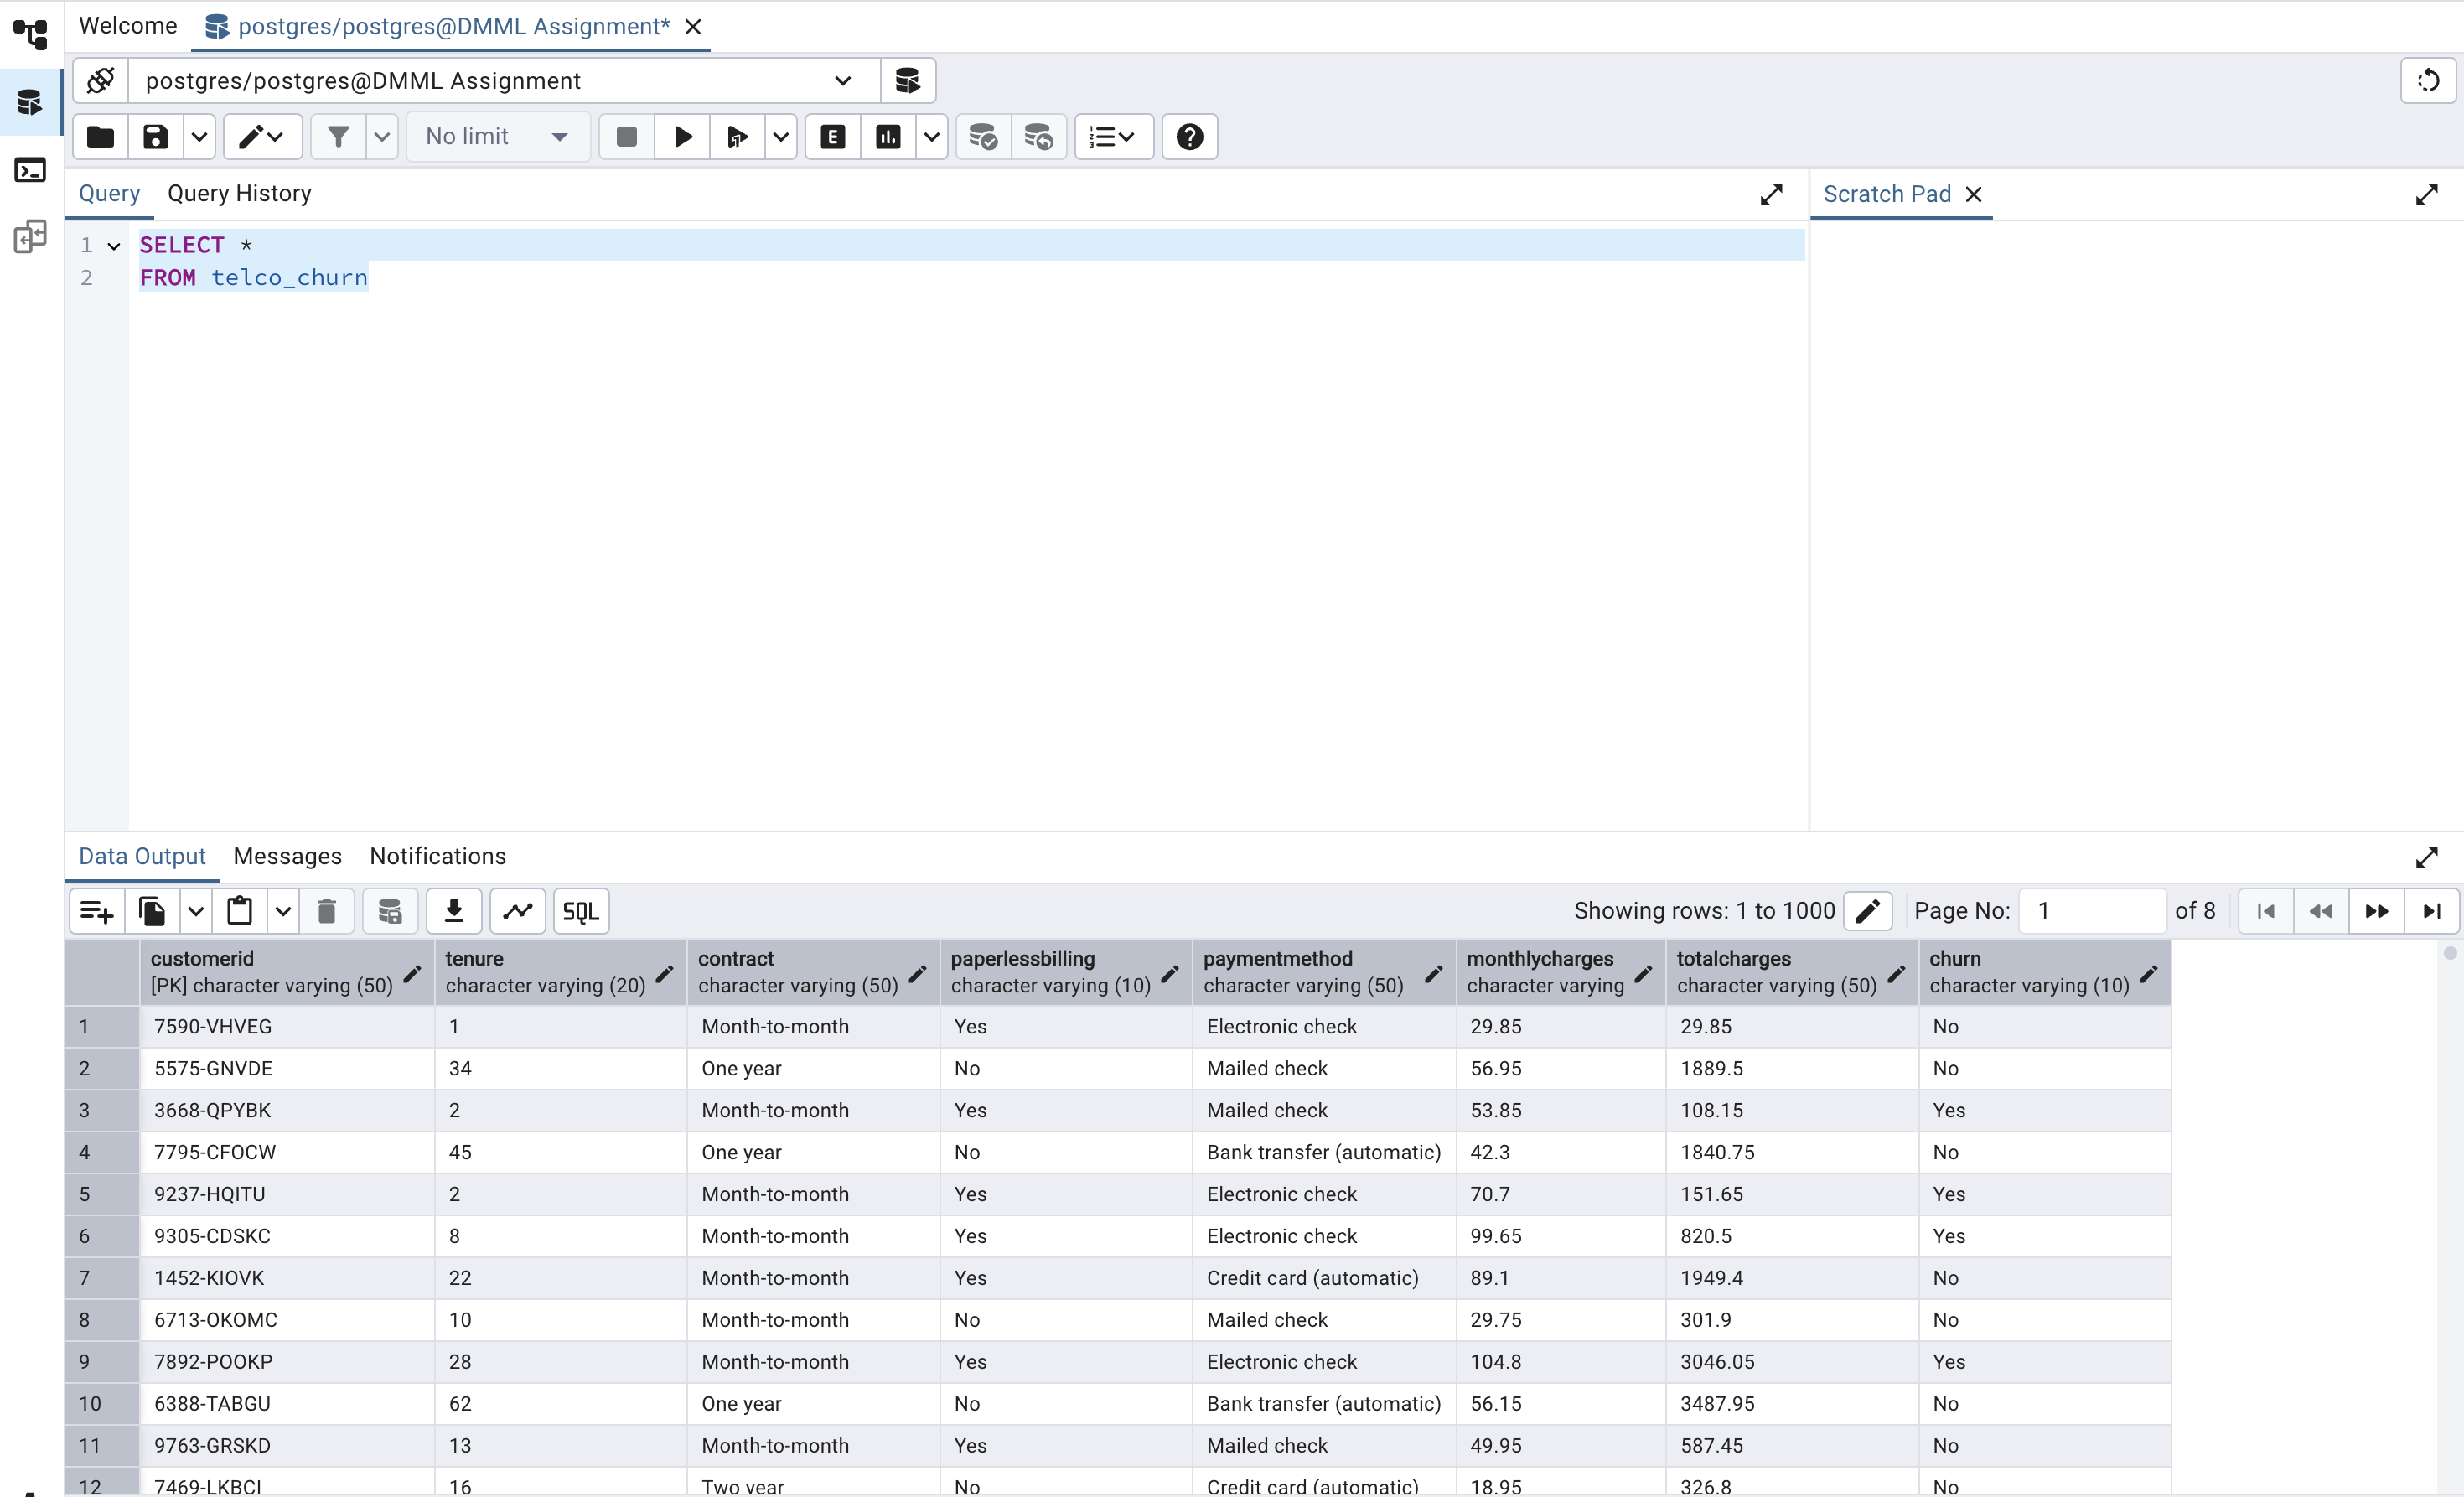 Welcome postgres/postgres@DMML Assignment*
postgres/postgres@DMML Assignment
No limit
Query Query History
Scratch Pad
1 SELECT *
2 FROM telco_churn
Data Output Messages Notifications
SQL Showing rows: 1 to 1000 Page No: 1 of 8
customerid tenure contract paperlessbilling paymentmethod monthlycharges totalcharges churn
[PK] character varying (50) character varying (20) character varying (50) character varying (10) character varying (50) character varying character varying (50) character varying (10)
1 7590-VHVEG 1 Month-to-month Yes Electronic check 29.85 29.85 No
2 5575-GNVDE 34 One year No Mailed check 56.95 1889.5 No
3 3668-QPYBK 2 Month-to-month Yes Mailed check 53.85 108.15 Yes
4 7795-CFOCW 45 One year No Bank transfer (automatic) 42.3 1840.75 No
5 9237-HQITU 2 Month-to-month Yes Electronic check 70.7 151.65 Yes
6 9305-CDSKC 8 Month-to-month Yes Electronic check 99.65 820.5 Yes
7 1452-KIOVK 22 Month-to-month Yes Credit card (automatic) 89.1 1949.4 No
8 6713-OKOMC 10 Month-to-month No Mailed check 29.75 301.9 No
9 7892-POOKP 28 Month-to-month Yes Electronic check 104.8 3046.05 Yes
10 6388-TABGU 62 One year No Bank transfer (automatic) 56.15 3487.95 No
11 9763-GRSKD 13 Month-to-month Yes Mailed check 49.95 587.45 No
12 7469-LKBCI 16 Two year No Credit card (automatic) 18.95 326.8 No